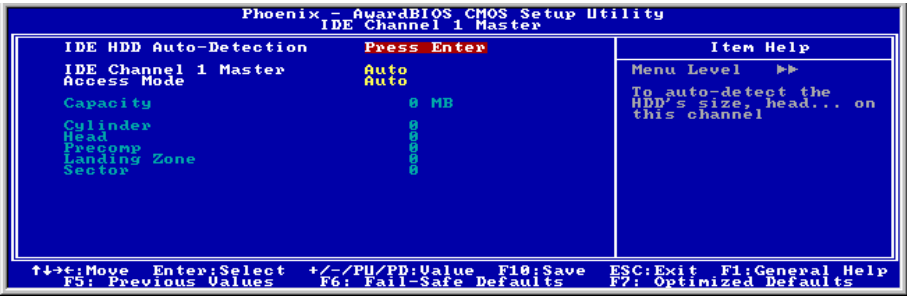 Phoenix - AwardBIOS CMOS Setup Utility
IDE Channel 1 Master
IDE HDD Auto-Detection Press Enter
IDE Channel 1 Master Auto
Access Mode Auto
Capacity 0 MB
Cylinder 0
Head 0
Precomp 0
Landing Zone 0
Sector 0
Item Help
Menu Level ▶▶
To auto-detect the
HDD's size, head... on
this channel
↑↓→←:Move Enter:Select +/-/PU/PD:Value F10:Save ESC:Exit F1:General Help
F5: Previous Values F6: Fail-Safe Defaults F7: Optimized Defaults